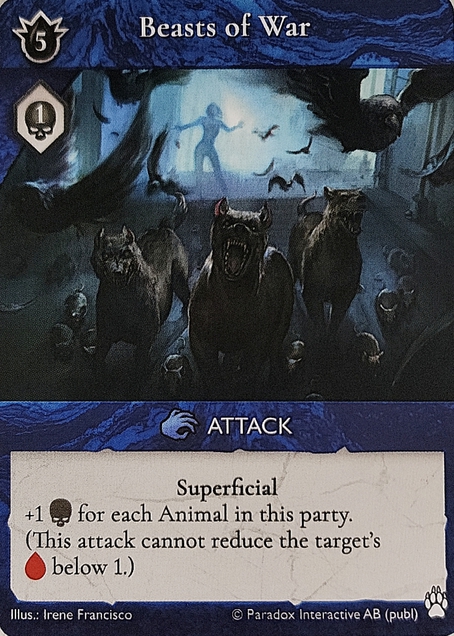 5
Beasts of War
1
ATTACK
Superficial
+1 for each Animal in this party.
(This attack cannot reduce the target's
below 1.)
Illus.: Irene Francisco © Paradox Interactive AB (publ)